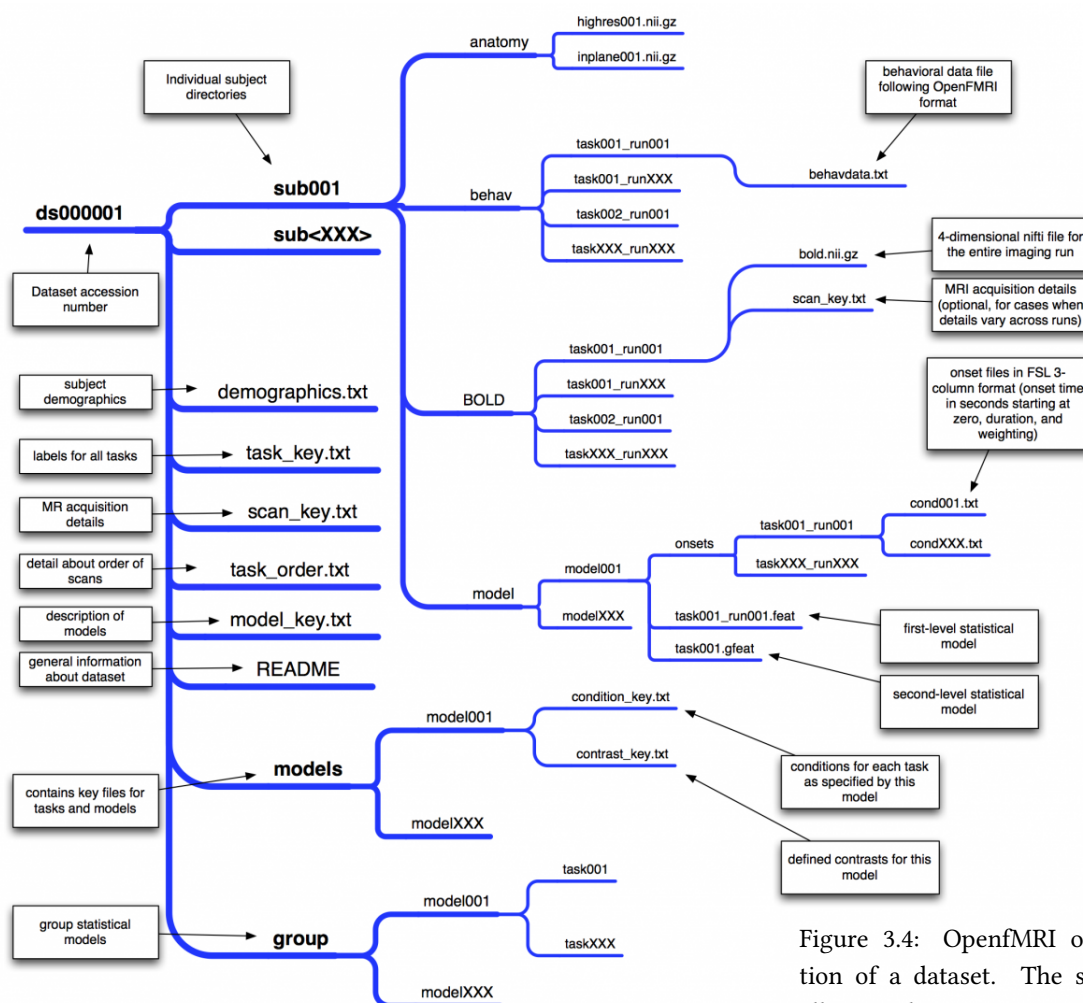 highres001.nii.gz
anatomy
inplane001.nii.gz
Individual subject
directories
behavioral data file
following OpenFMRI
format
task001_run001
behavdata.txt
task001_runXXX
sub001
behav
ds000001
task002_run001
sub<XXX>
taskXXX_runXXX
4-dimensional nifti file for
the entire imaging run
bold.nii.gz
Dataset accession
number
MRI acquisition details
(optional, for cases when
details vary across runs)
scan_key.txt
task001_run001
onset files in FSL 3-
column format (onset time
in seconds starting at
zero, duration, and
weighting)
subject
demographics
demographics.txt
task001_runXXX
BOLD
task002_run001
labels for all tasks
task_key.txt
taskXXX_runXXX
MR acquisition
details
scan_key.txt
cond001.txt
task001_run001
onsets
condXXX.txt
detail about order of
scans
task_order.txt
model001
taskXXX_runXXX
model
description of
models
model_key.txt
modelXXX
task001_run001.feat
first-level statistical
model
task001.gfeat
general information
about dataset
README
second-level statistical
model
condition_key.txt
model001
contrast_key.txt
models
conditions for each task
as specified by this
model
contains key files for
tasks and models
modelXXX
defined contrasts for this
model
task001
model001
group statistical
models
group
taskXXX
modelXXX
Figure 3.4: OpenfMRI o
tion of a dataset. The s